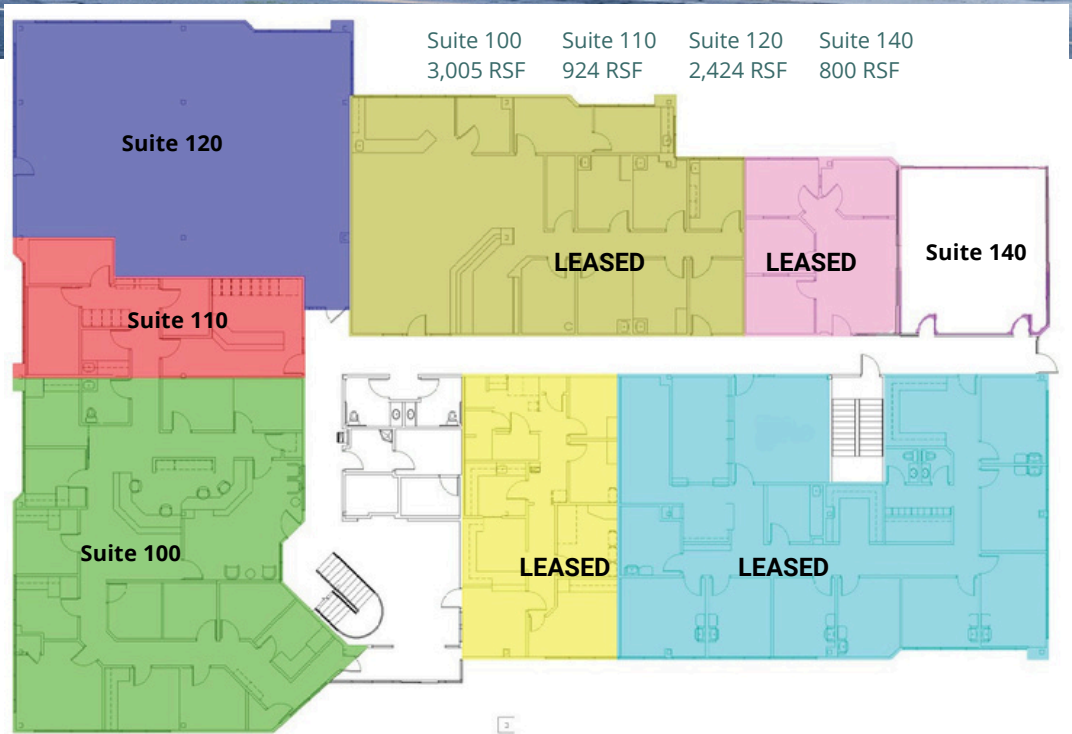 Suite 100 Suite 110 Suite 120 Suite 140
3,005 RSF 924 RSF 2,424 RSF 800 RSF
Suite 120
LEASED
LEASED
Suite 140
Suite 110
Suite 100
LEASED
LEASED